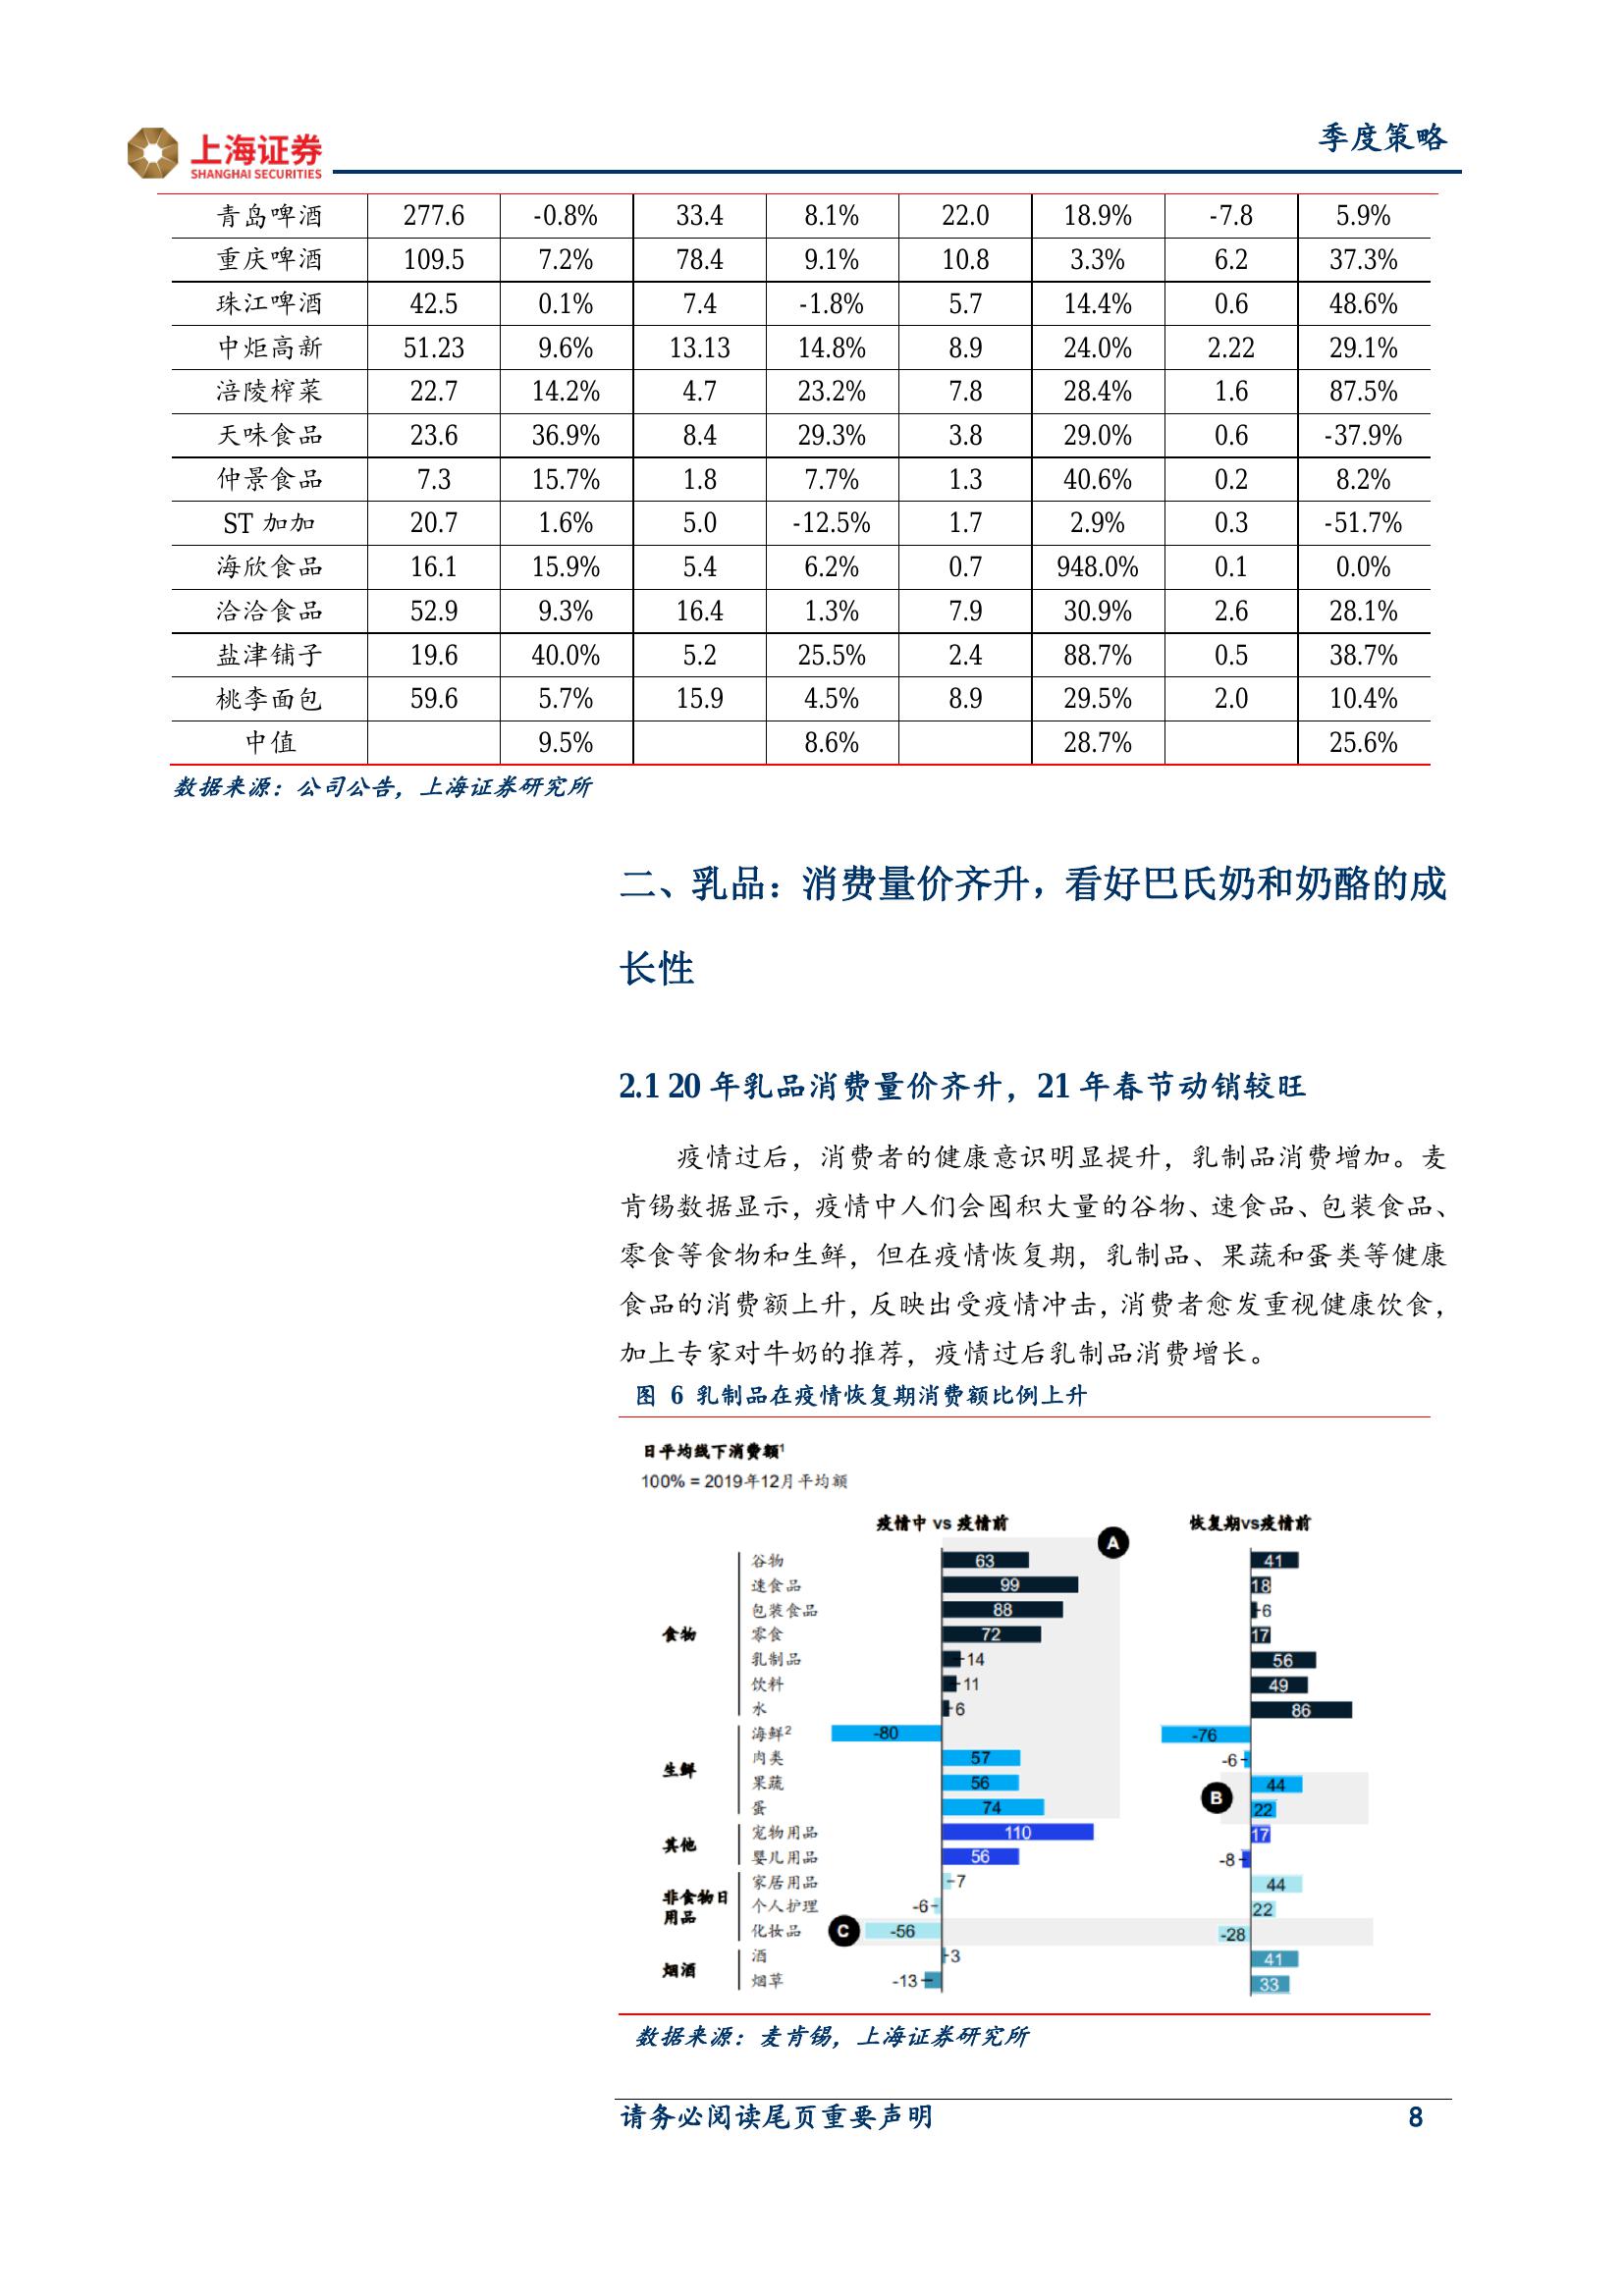 上海证券
SHANGHAI SECURITIES
季度策略
青岛啤酒 277.6 -0.8% 33.4 8.1% 22.0 18.9% -7.8 5.9%
重庆啤酒 109.5 7.2% 78.4 9.1% 10.8 3.3% 6.2 37.3%
珠江啤酒 42.5 0.1% 7.4 -1.8% 5.7 14.4% 0.6 48.6%
中炬高新 51.23 9.6% 13.13 14.8% 8.9 24.0% 2.22 29.1%
涪陵榨菜 22.7 14.2% 4.7 23.2% 7.8 28.4% 1.6 87.5%
天味食品 23.6 36.9% 8.4 29.3% 3.8 29.0% 0.6 -37.9%
仲景食品 7.3 15.7% 1.8 7.7% 1.3 40.6% 0.2 8.2%
ST 加加 20.7 1.6% 5.0 -12.5% 1.7 2.9% 0.3 -51.7%
海欣食品 16.1 15.9% 5.4 6.2% 0.7 948.0% 0.1 0.0%
洽洽食品 52.9 9.3% 16.4 1.3% 7.9 30.9% 2.6 28.1%
盐津铺子 19.6 40.0% 5.2 25.5% 2.4 88.7% 0.5 38.7%
桃李面包 59.6 5.7% 15.9 4.5% 8.9 29.5% 2.0 10.4%
中值 9.5% 8.6% 28.7% 25.6%
数据来源：公司公告，上海证券研究所
二、乳品：消费量价齐升，看好巴氏奶和奶酪的成
长性
2.1 20 年乳品消费量价齐升，21 年春节动销较旺
疫情过后，消费者的健康意识明显提升，乳制品消费增加。麦
肯锡数据显示，疫情中人们会囤积大量的谷物、速食品、包装食品、
零食等食物和生鲜，但在疫情恢复期，乳制品、果蔬和蛋类等健康
食品的消费额上升，反映出受疫情冲击，消费者愈发重视健康饮食，
加上专家对牛奶的推荐，疫情过后乳制品消费增长。
图 6 乳制品在疫情恢复期消费额比例上升
日平均线下消费额¹
100% = 2019年12月平均额
疫情中 vs 疫情前 恢复期vs疫情前
A
谷物 63 41
速食品 99 18
包装食品 88 6
食物 零食 72 17
乳制品 14 56
饮料 11 49
水 6 86
海鲜² -80 -76
肉类 57 -6
生鲜 果蔬 56 44
B
蛋 74 22
宠物用品 110 17
其他
婴儿用品 56 -8
家居用品 7 44
非食物日
用品
个人护理 -6 22
化妆品 C -56 -28
酒 3 41
烟酒
烟草 -13 33
数据来源：麦肯锡，上海证券研究所
请务必阅读尾页重要声明 8